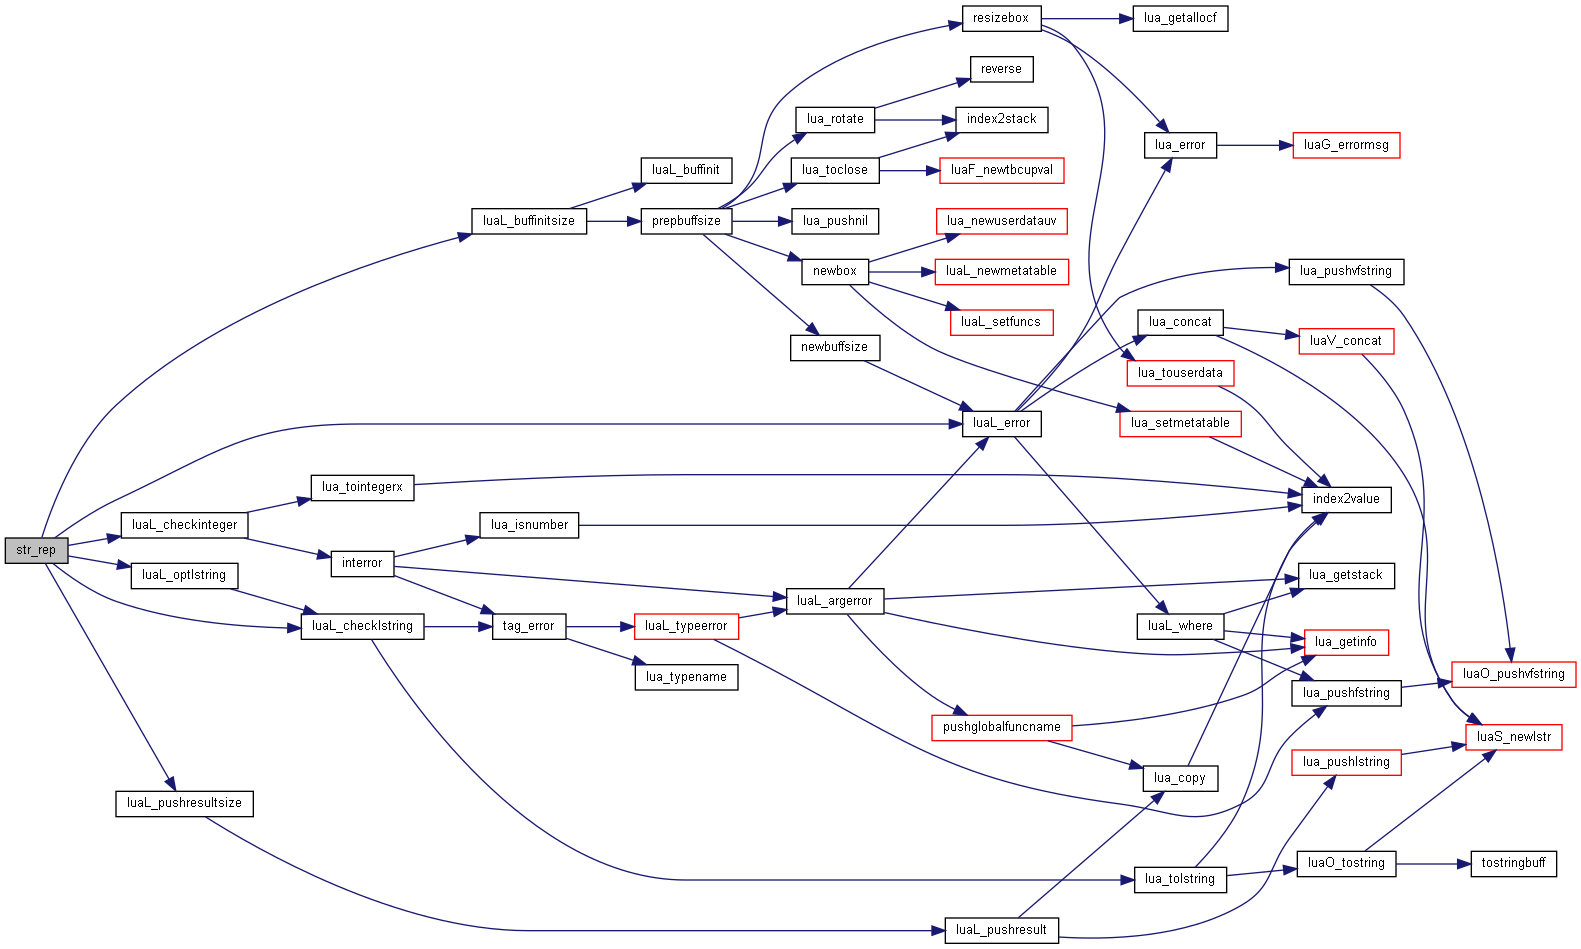 resizebox
lua_getallocf
reverse
lua_rotate
index2stack
lua_error
luaG_errormsg
luaL_buffinit
lua_toclose
luaF_newtbcupval
luaL_buffinitsize
prepbuffsize
lua_pushnil
lua_newuserdatauv
newbox
luaL_newmetatable
lua_pushvfstring
luaL_setfuncs
lua_concat
luaV_concat
newbuffsize
lua_touserdata
luaL_error
lua_setmetatable
lua_tointegerx
index2value
luaL_checkinteger
lua_isnumber
str_rep
interror
luaL_optlstring
lua_getstack
luaL_argerror
luaL_checklstring
tag_error
luaL_typeerror
luaL_where
lua_getinfo
lua_typename
luaO_pushvfstring
lua_pushfstring
pushglobalfuncname
luaS_newlstr
lua_pushlstring
lua_copy
luaL_pushresultsize
luaO_tostring
tostringbuff
lua_tolstring
luaL_pushresult